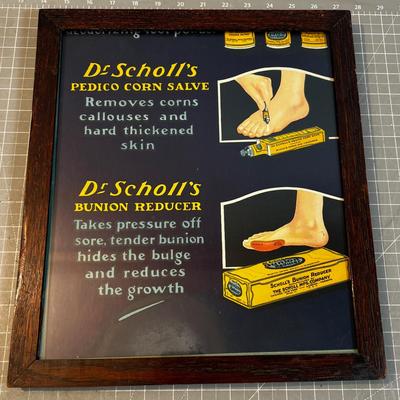 Dr Scholl's
PEDICO CORN SALVE
Removes corns
callouses and
hard thickened
skin
Dr Scholl's
BUNION REDUCER
Takes pressure off
sore, tender bunion
hides the bulge
and reduces
the growth
SCHOLL'S BUNION REDUCER
THE SCHOLL MFG. COMPANY